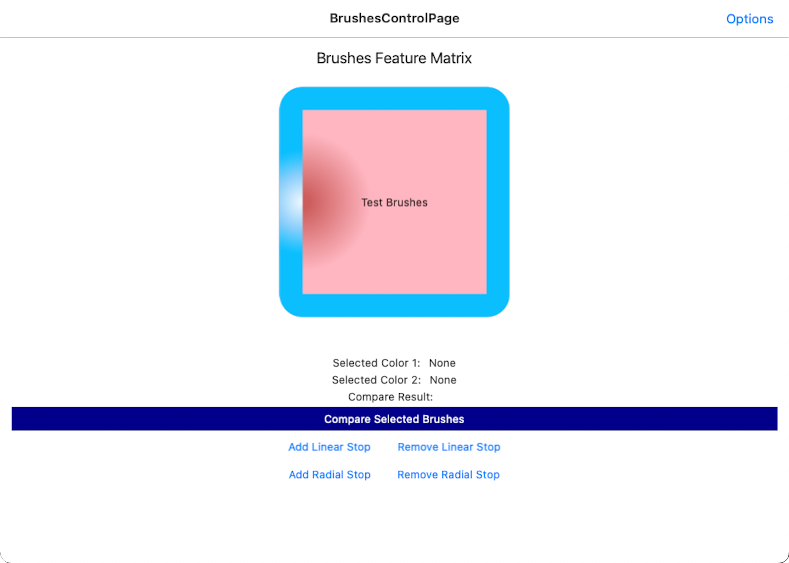 BrushesControlPage
Options
Brushes Feature Matrix
Test Brushes
Selected Color 1: None
Selected Color 2: None
Compare Result:
Compare Selected Brushes
Add Linear Stop Remove Linear Stop
Add Radial Stop Remove Radial Stop